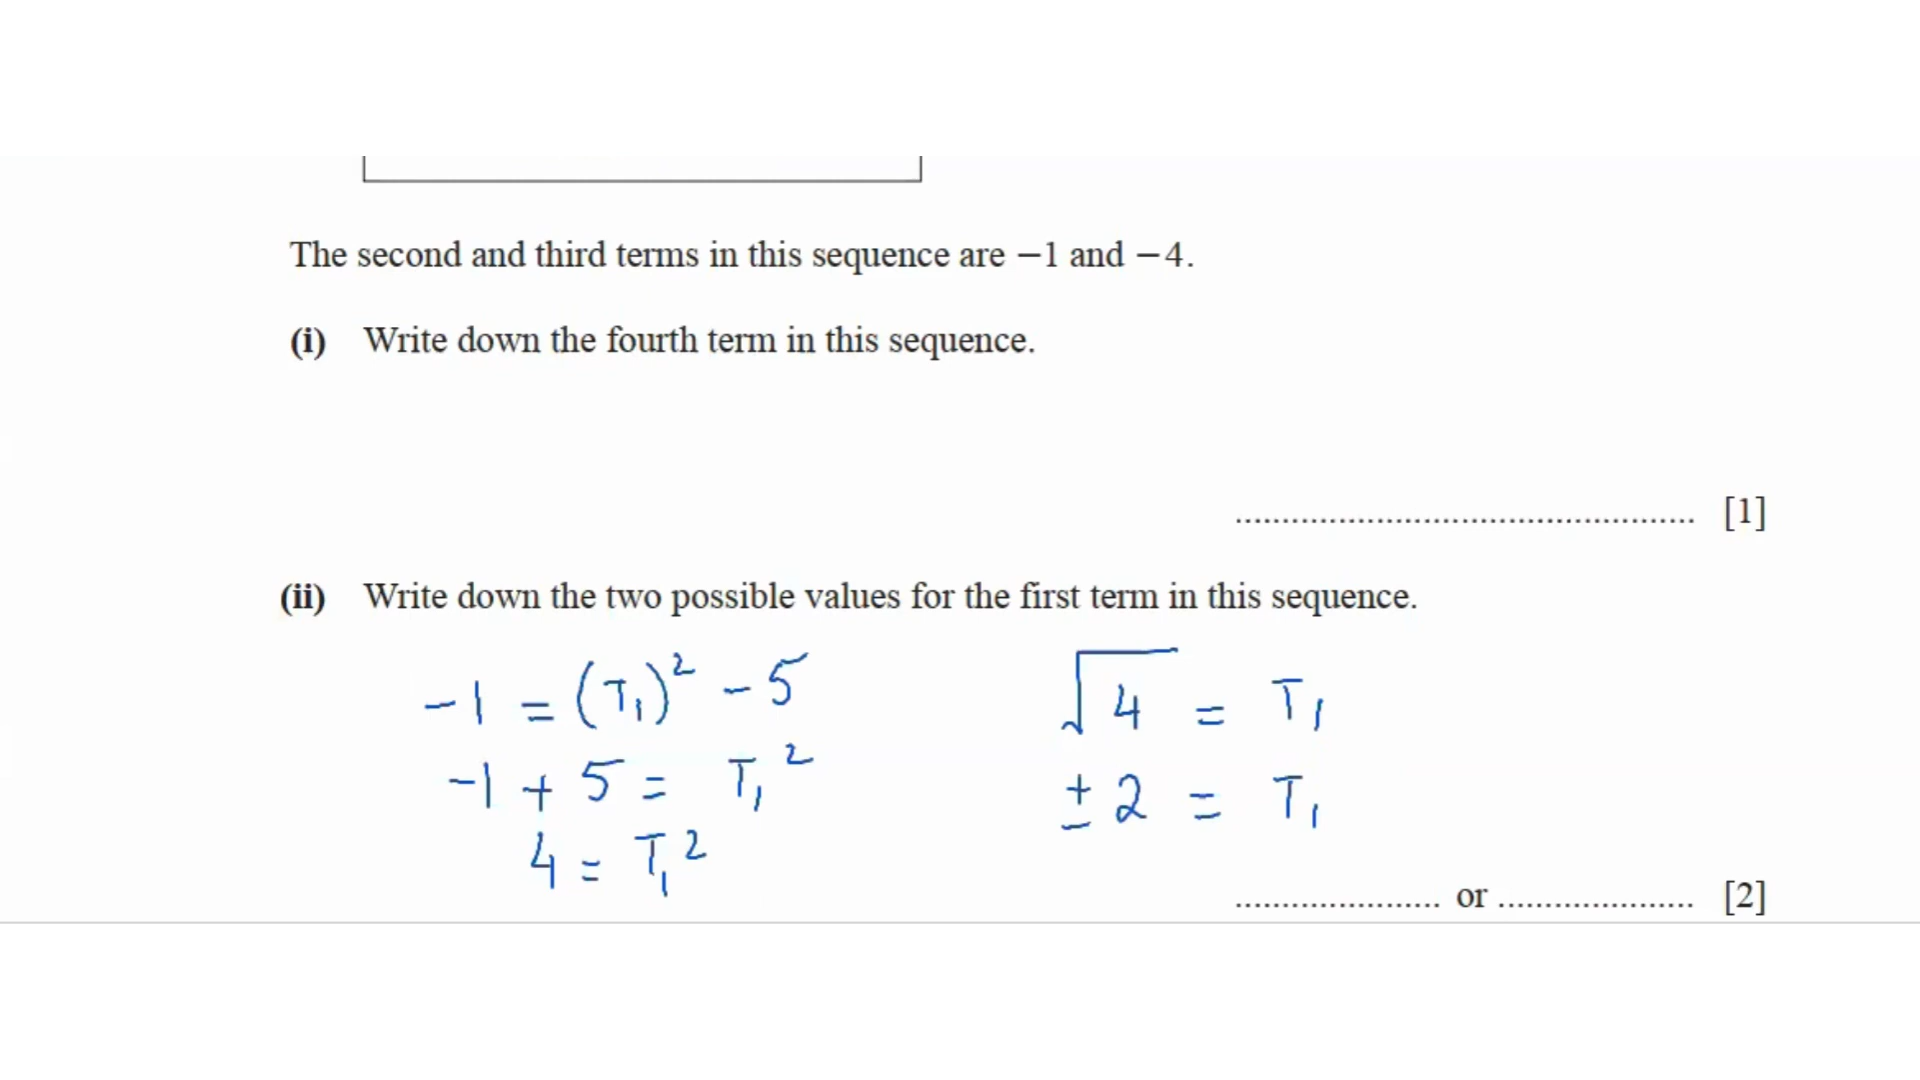 The second and third terms in this sequence are −1 and −4.
(i) Write down the fourth term in this sequence.
................................................. [1]
(ii) Write down the two possible values for the first term in this sequence.
-1 = (T₁)² - 5
-1 + 5 = T₁²
4 = T₁²
√4 = T₁
± 2 = T₁
...................... or ..................... [2]